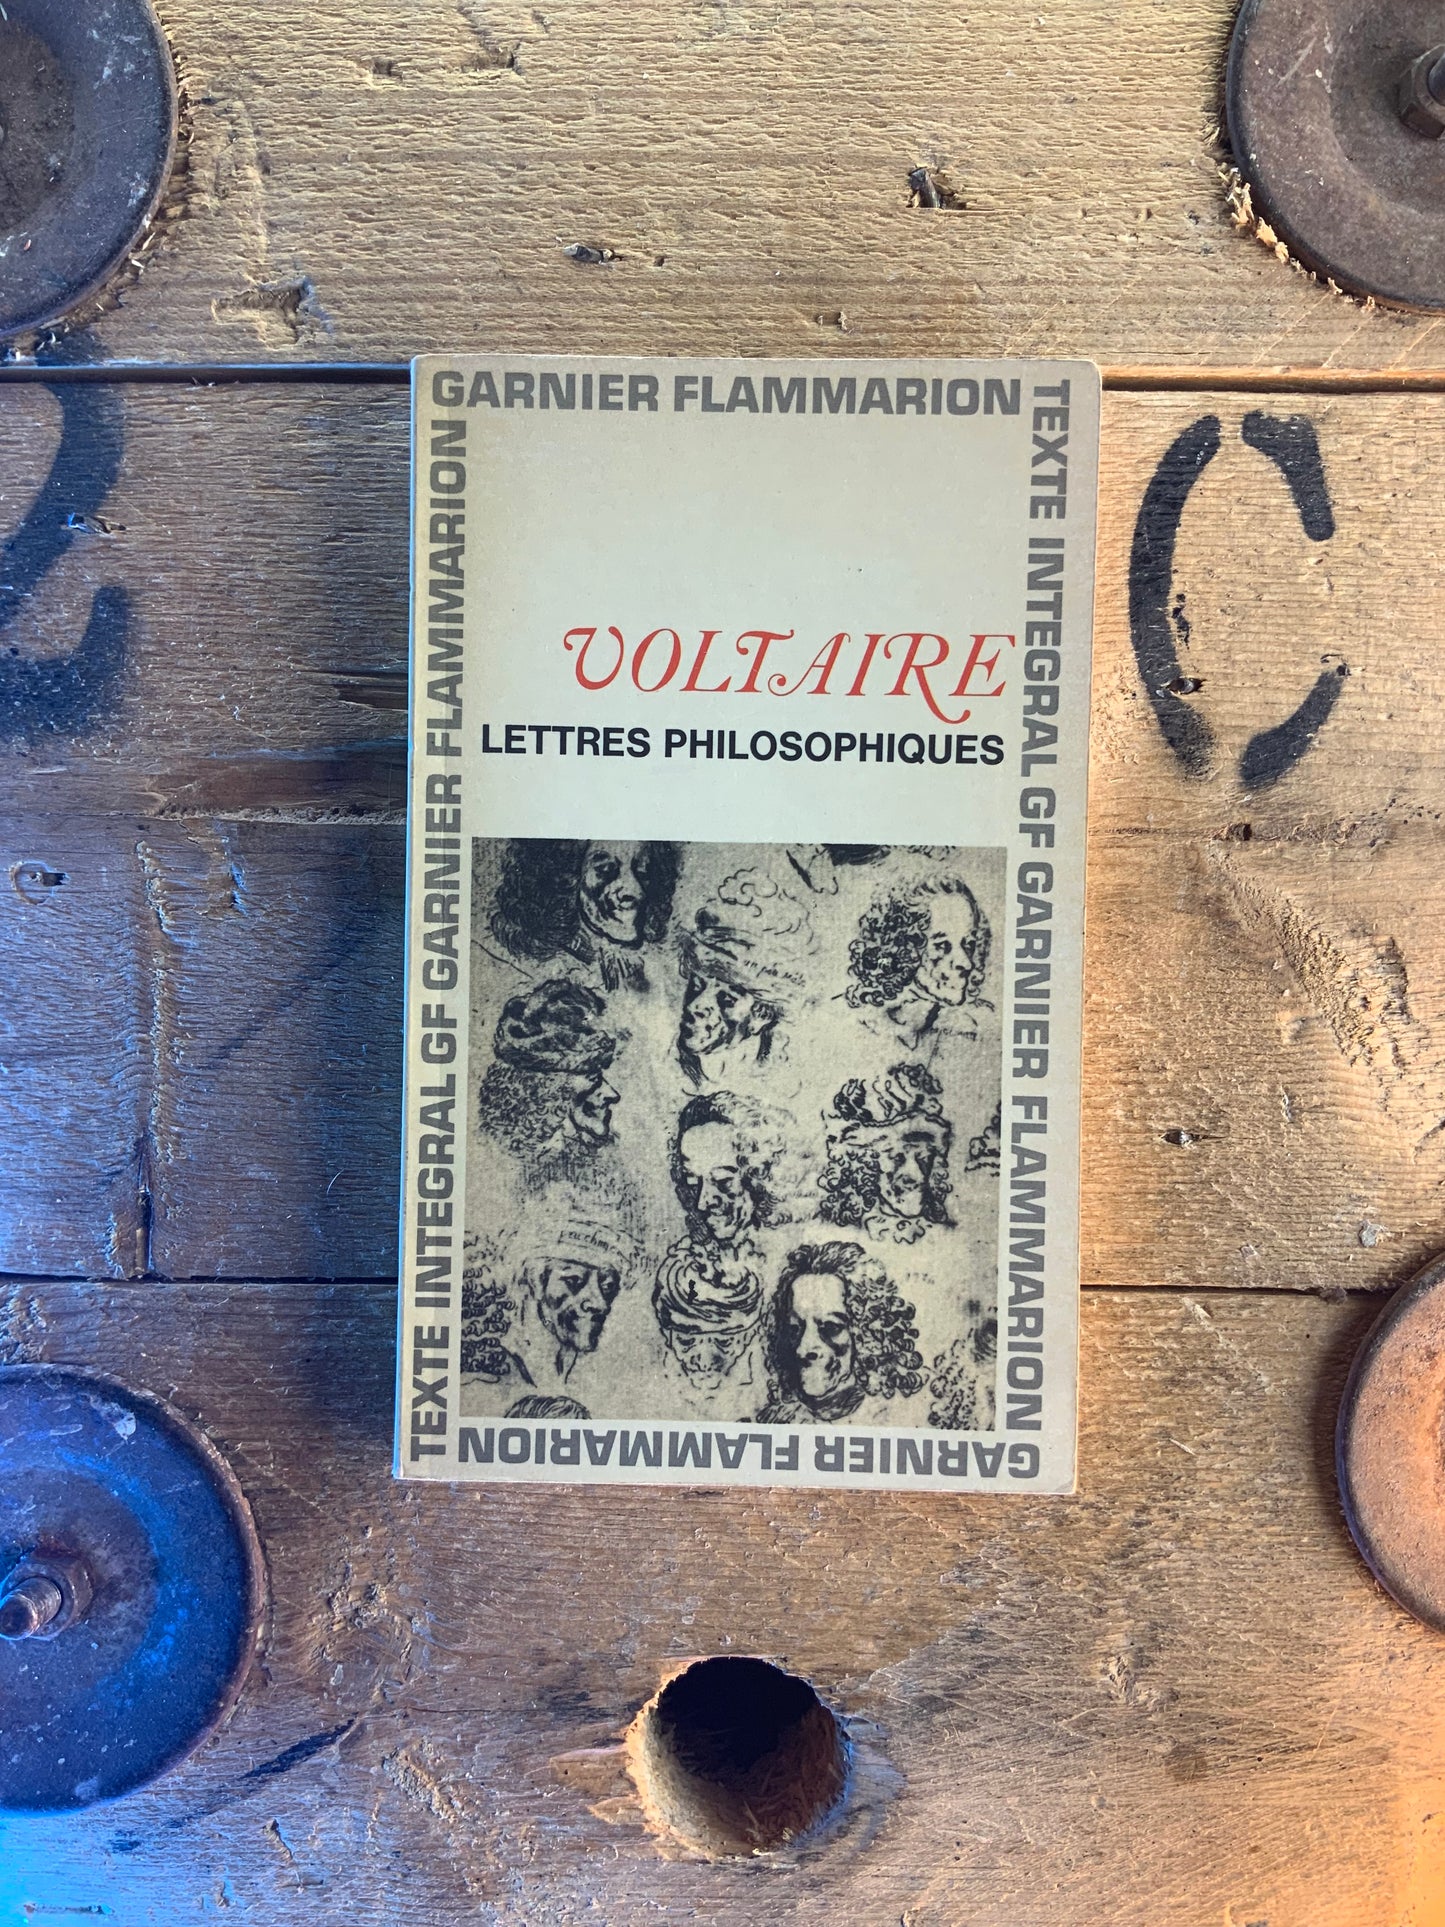 GARNIER FLAMMARION
TEXTE INTEGRAL GF GARNIER FLAMMARION
GARNIER FLAMMARION
TEXTE INTEGRAL GF GARNIER FLAMMARION
VOLTAIRE
LETTRES PHILOSOPHIQUES
C